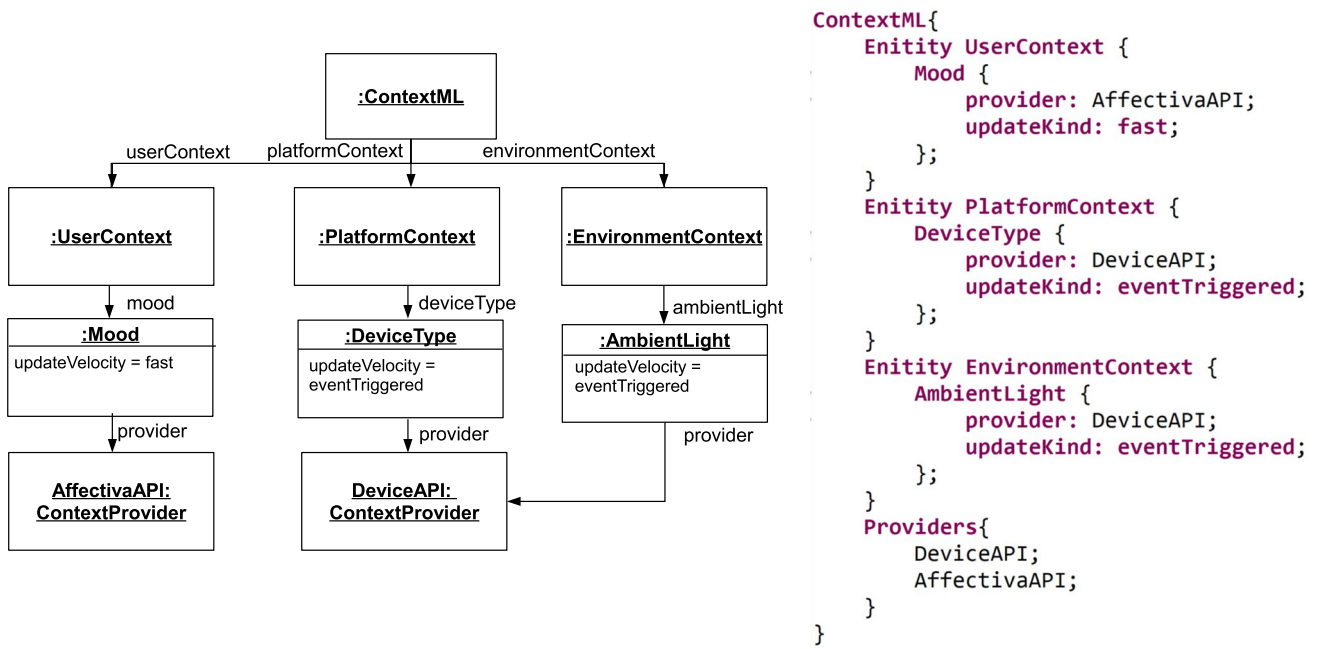 :ContextML
userContext
platformContext
environmentContext
:UserContext
:PlatformContext
:EnvironmentContext
mood
deviceType
ambientLight
:Mood
updateVelocity = fast
:DeviceType
updateVelocity =
eventTriggered
:AmbientLight
updateVelocity =
eventTriggered
provider
provider
provider
AffectivaAPI:
ContextProvider
DeviceAPI:
ContextProvider
ContextML{
Enitity UserContext {
Mood {
provider: AffectivaAPI;
updateKind: fast;
};
}
Enitity PlatformContext {
DeviceType {
provider: DeviceAPI;
updateKind: eventTriggered;
};
}
Enitity EnvironmentContext {
AmbientLight {
provider: DeviceAPI;
updateKind: eventTriggered;
};
}
Providers{
DeviceAPI;
AffectivaAPI;
}
}